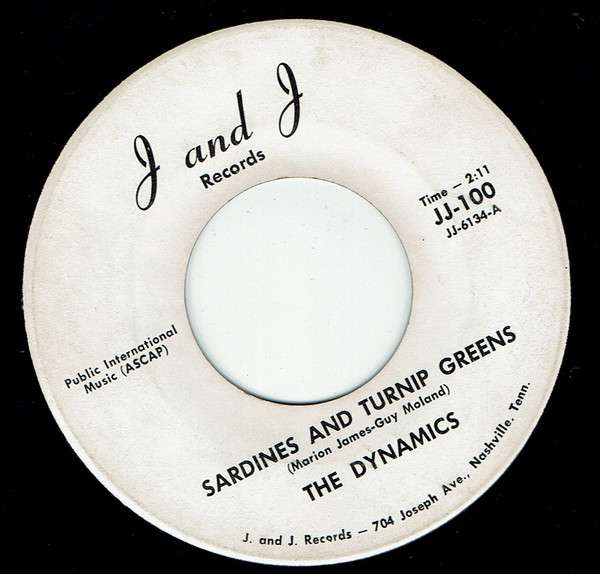 J and J
Records
Time — 2:11
JJ-100
JJ-6134-A
Public International
Music (ASCAP)
SARDINES AND TURNIP GREENS
(Marion James-Guy Moland)
THE DYNAMICS
J. and J. Records — 704 Joseph Ave., Nashville, Tenn.